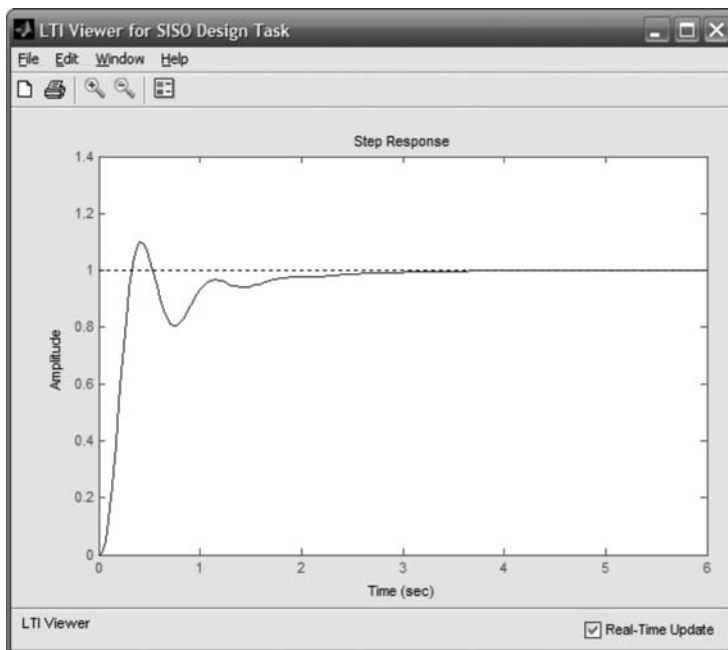 LTI Viewer for SISO Design Task
File Edit Window Help
Step Response
1.4
1.2
1
0.8
0.6
0.4
0.2
0
Amplitude
0 1 2 3 4 5 6
Time (sec)
LTI Viewer
Real-Time Update